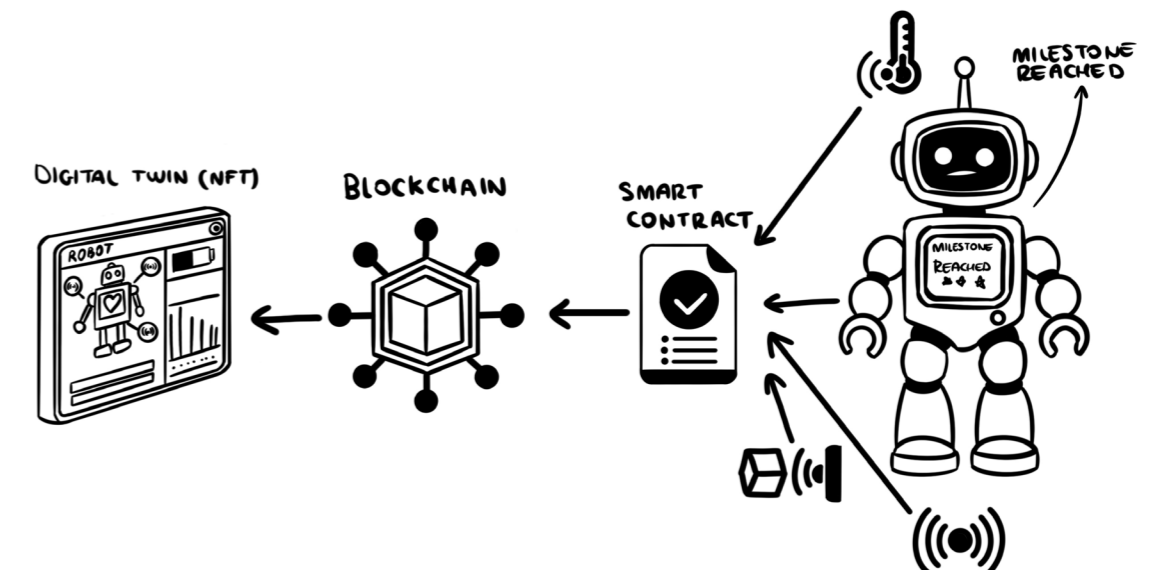 DIGITAL TWIN (NFT)
ROBOT
BLOCKCHAIN
SMART
CONTRACT
MILESTONE
REACHED
MILESTONE
REACHED